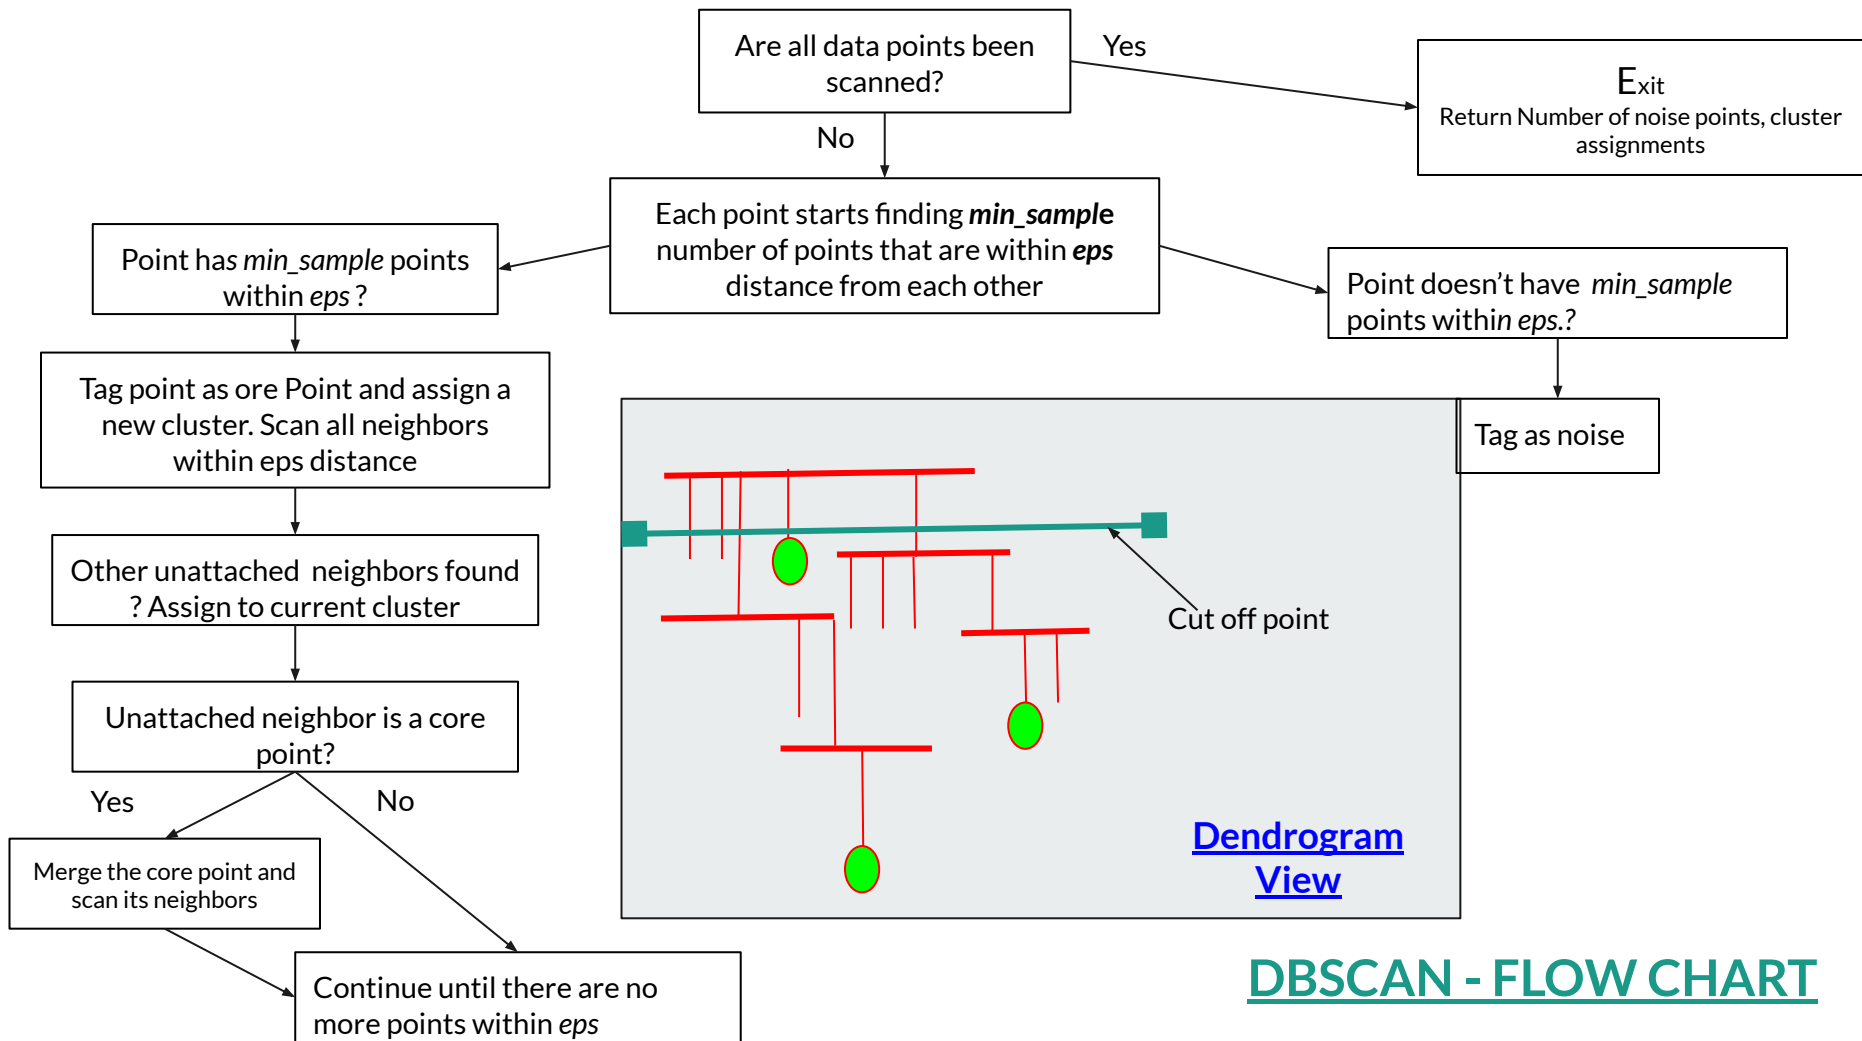 Are all data points been
scanned?
Yes
Exit
Return Number of noise points, cluster
assignments
No
Each point starts finding min_sample
number of points that are within eps
distance from each other
Point has min_sample points
within eps ?
Point doesn't have min_sample
points within eps.?
Tag point as ore Point and assign a
new cluster. Scan all neighbors
within eps distance
Tag as noise
Other unattached neighbors found
? Assign to current cluster
Cut off point
Unattached neighbor is a core
point?
Yes
No
Merge the core point and
scan its neighbors
Dendrogram
View
Continue until there are no
more points within eps
DBSCAN - FLOW CHART